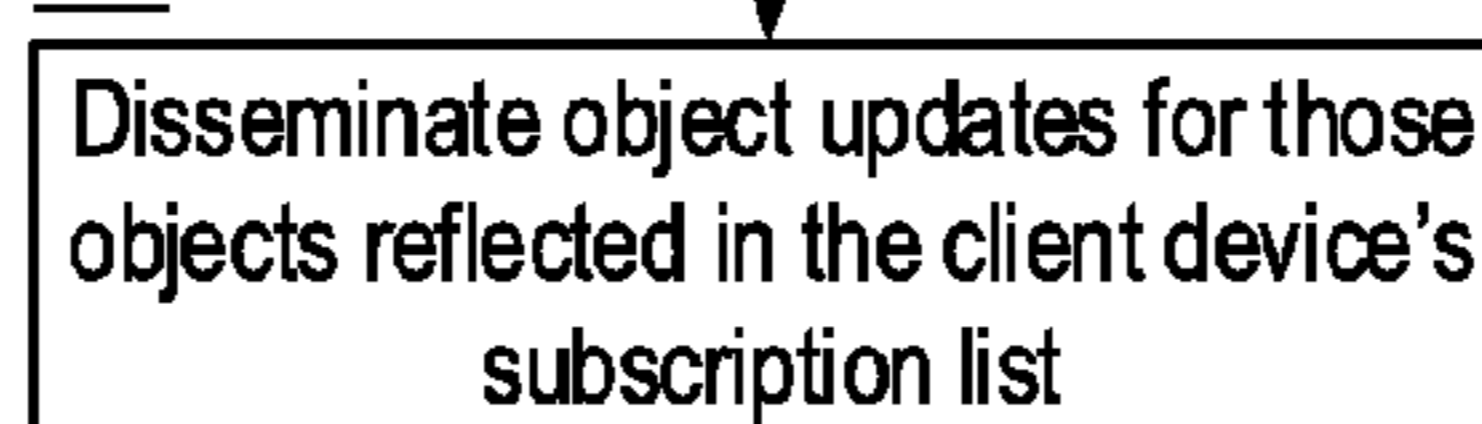 Disseminate object updates for those
objects reflected in the client device’s
subscription list